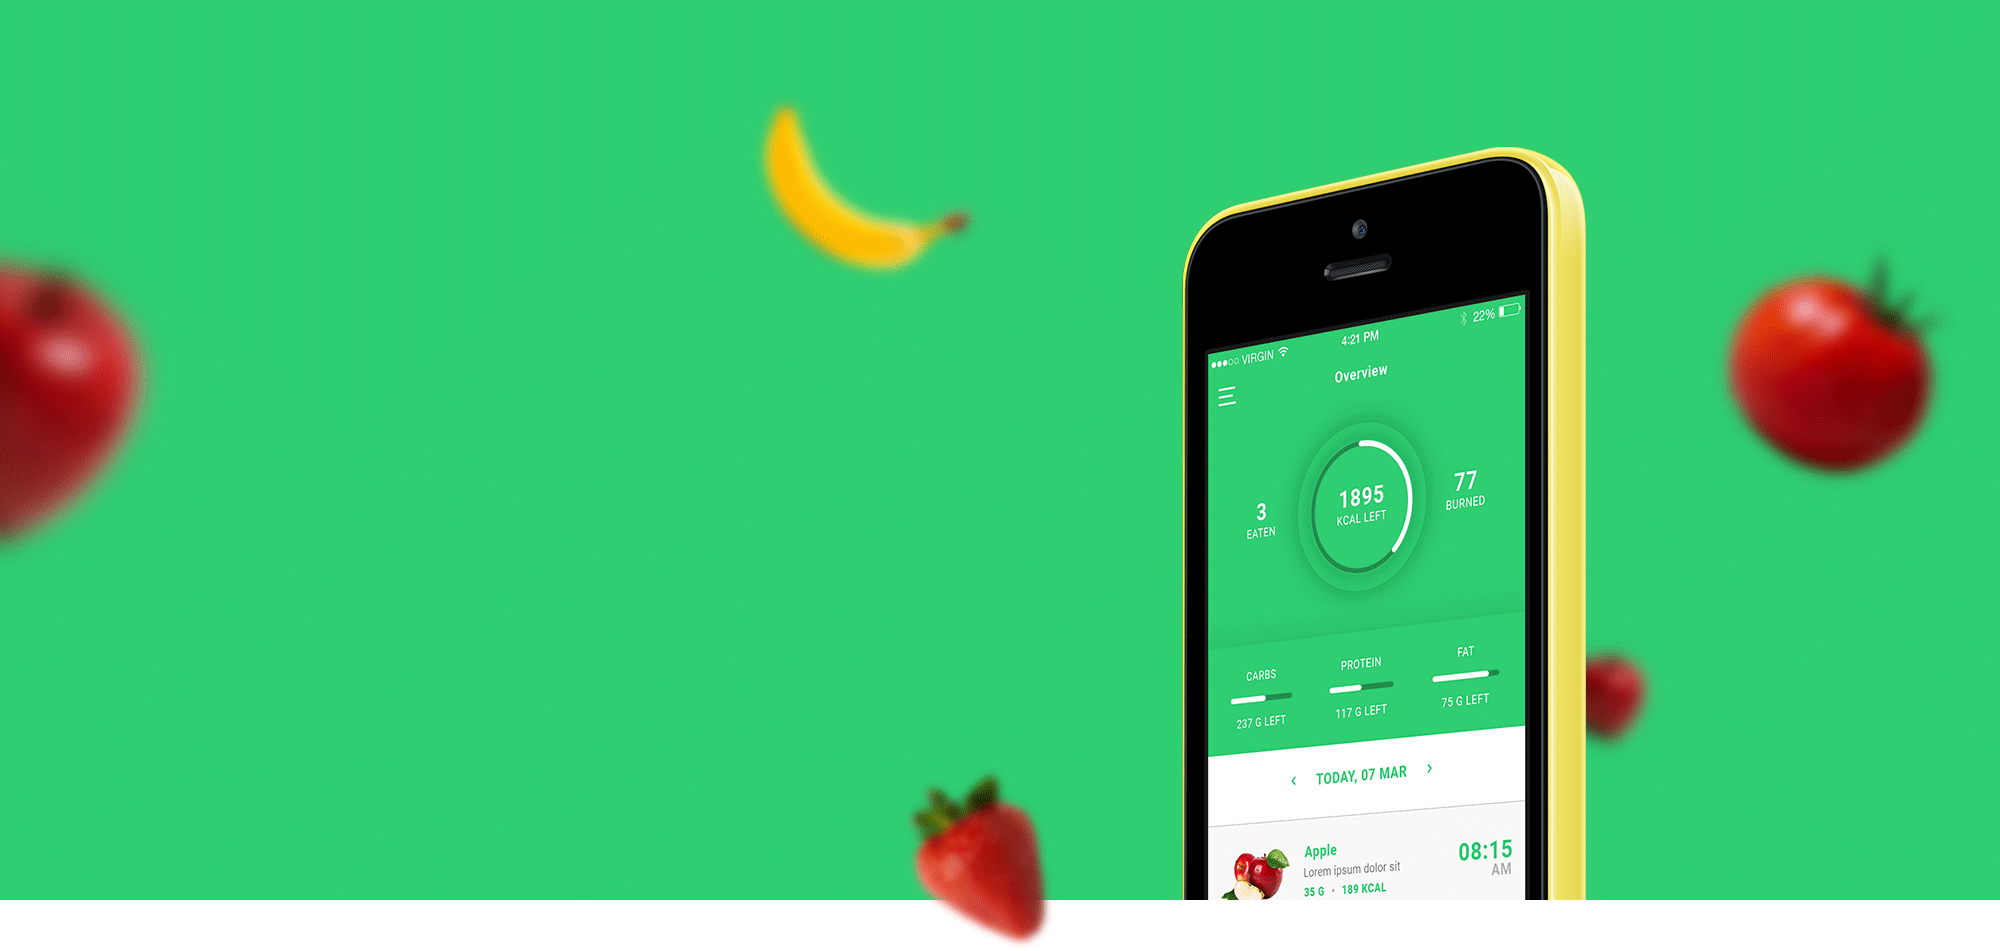 VIRGIN
4:21 PM
22%
Overview
3
EATEN
1895
KCAL LEFT
77
BURNED
CARBS
237 G LEFT
PROTEIN
117 G LEFT
FAT
75 G LEFT
‹ TODAY, 07 MAR ›
Apple
Lorem ipsum dolor sit
35 G • 189 KCAL
08:15
AM